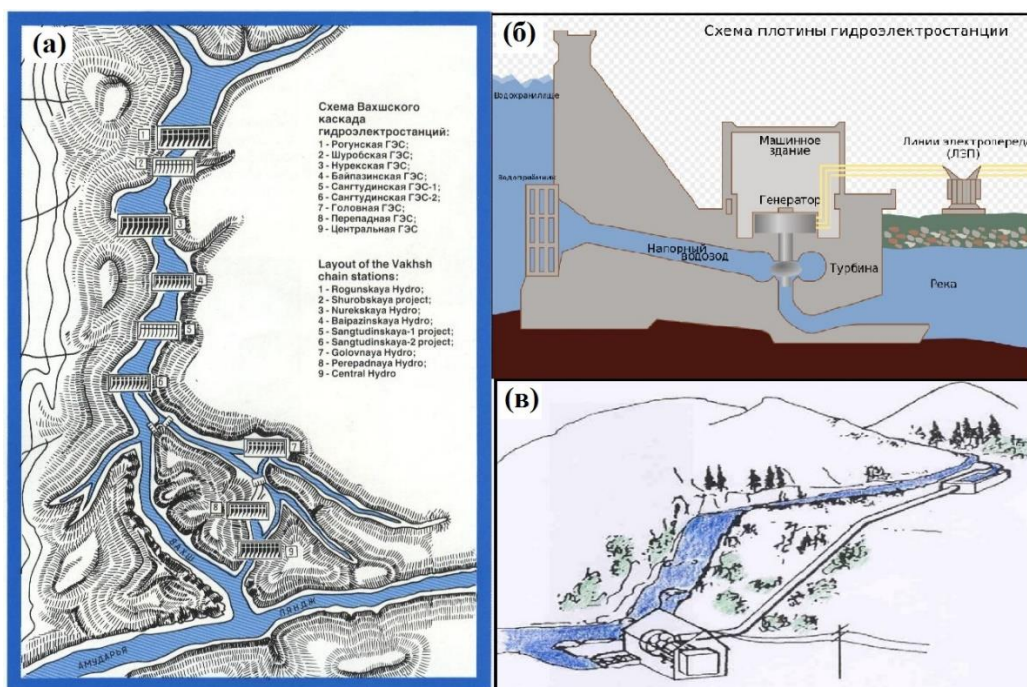 (а)
Схема Вахшского
каскада
гидроэлектростанций:
1 - Рогунская ГЭС;
2 - Шуробская ГЭС;
3 - Нурекская ГЭС;
4 - Байпазинская ГЭС;
5 - Сангтудинская ГЭС-1;
6 - Сангтудинская ГЭС-2;
7 - Головная ГЭС;
8 - Перепадная ГЭС;
9 - Центральная ГЭС
Layout of the Vakhsh
chain stations:
1 - Rogunskaya Hydro;
2 - Shurobskaya project;
3 - Nurekskaya Hydro;
4 - Baipazinskaya Hydro;
5 - Sangtudinskaya-1 project;
6 - Sangtudinskaya-2 project;
7 - Golovnaya Hydro;
8 - Perepadnaya Hydro;
9 - Central Hydro
1
2
3
4
5
6
7
8
9
ВАХШ
ПЯНДЖ
АМУДАРЬЯ
(б)
Схема плотины гидроэлектростанции
Водохранилаще
Водоприёмник
Машинное
здание
Генератор
Линии электропереда
(ЛЭП)
Напорный
водовод
Турбина
Река
(в)